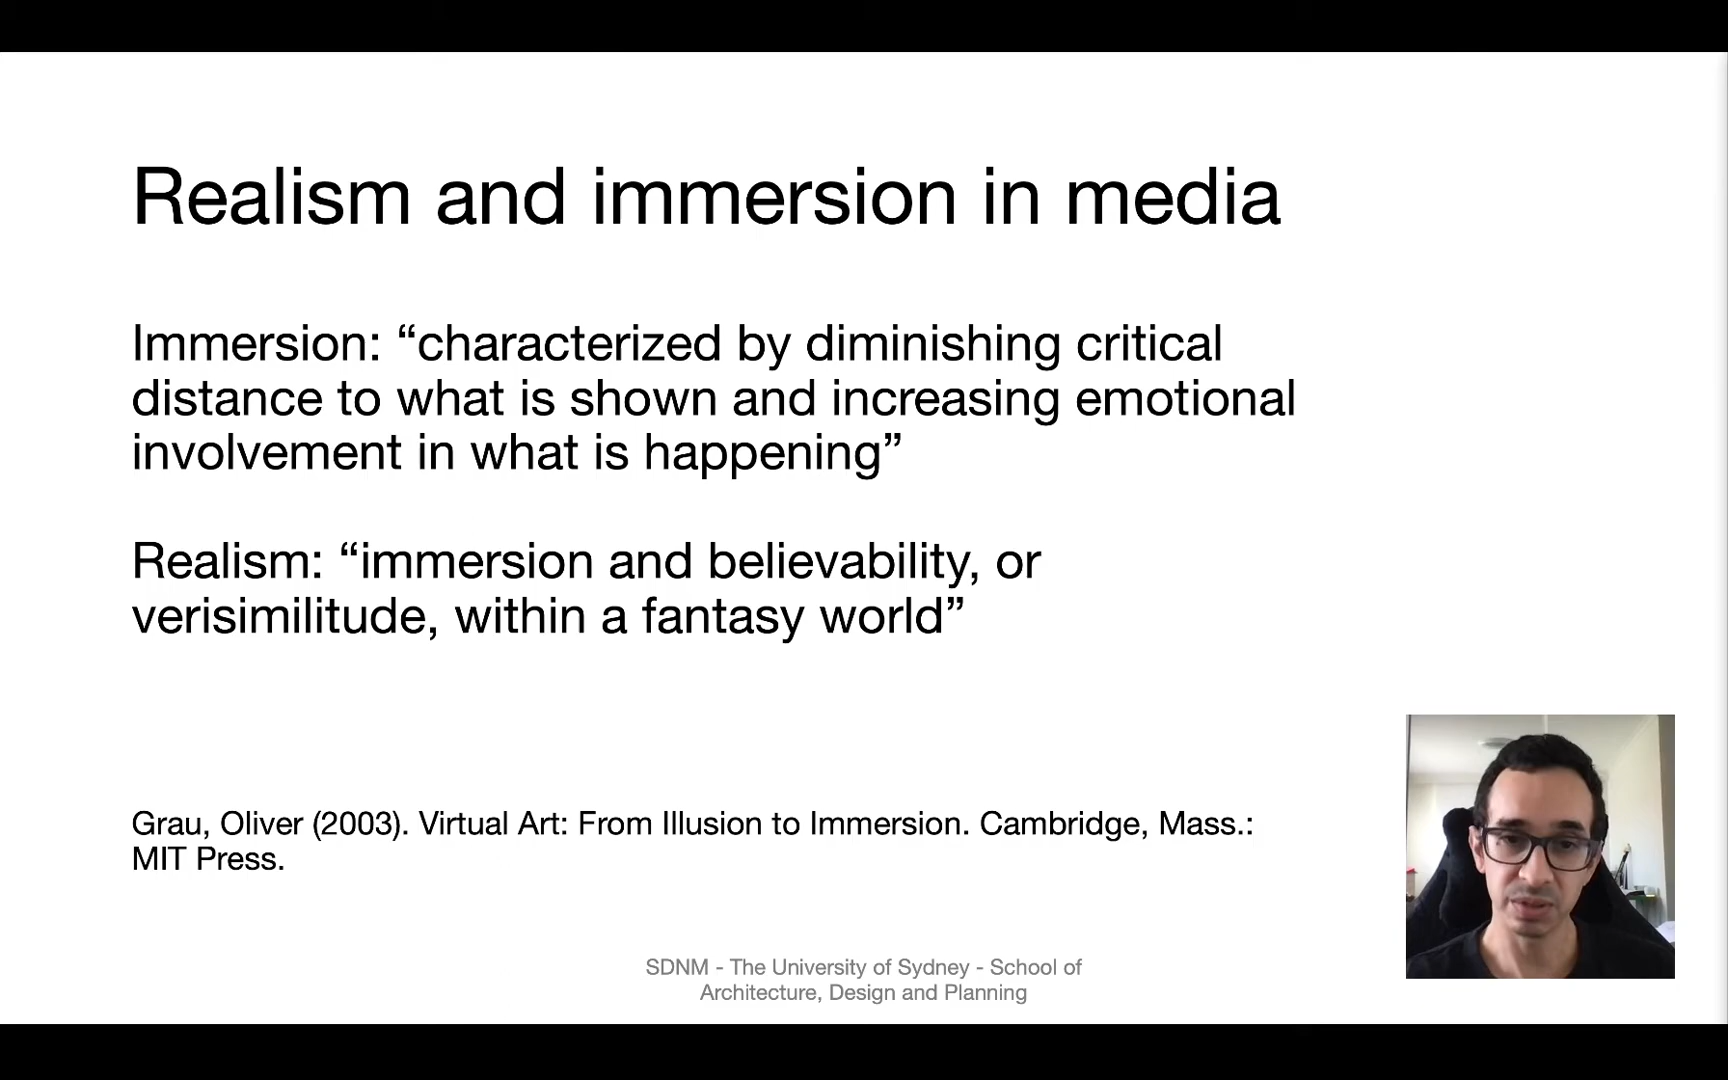 Realism and immersion in media
Immersion: “characterized by diminishing critical
distance to what is shown and increasing emotional
involvement in what is happening”
Realism: “immersion and believability, or
verisimilitude, within a fantasy world”
Grau, Oliver (2003). Virtual Art: From Illusion to Immersion. Cambridge, Mass.:
MIT Press.
SDNM - The University of Sydney - School of
Architecture, Design and Planning